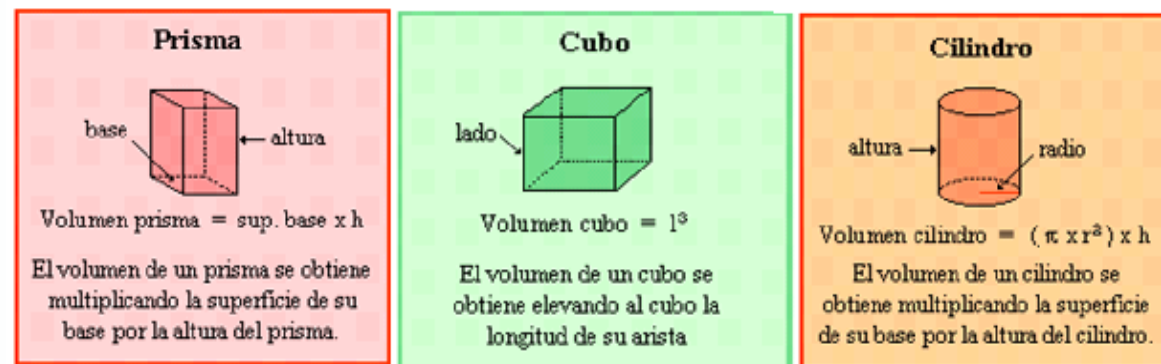 Prisma
base
altura
Volumen prisma = sup. base x h
El volumen de un prisma se obtiene
multiplicando la superficie de su
base por la altura del prisma.
Cubo
lado
Volumen cubo = l³
El volumen de un cubo se
obtiene elevando al cubo la
longitud de su arista
Cilindro
altura
radio
Volumen cilindro = ( π x r²) x h
El volumen de un cilindro se
obtiene multiplicando la superficie
de su base por la altura del cilindro.